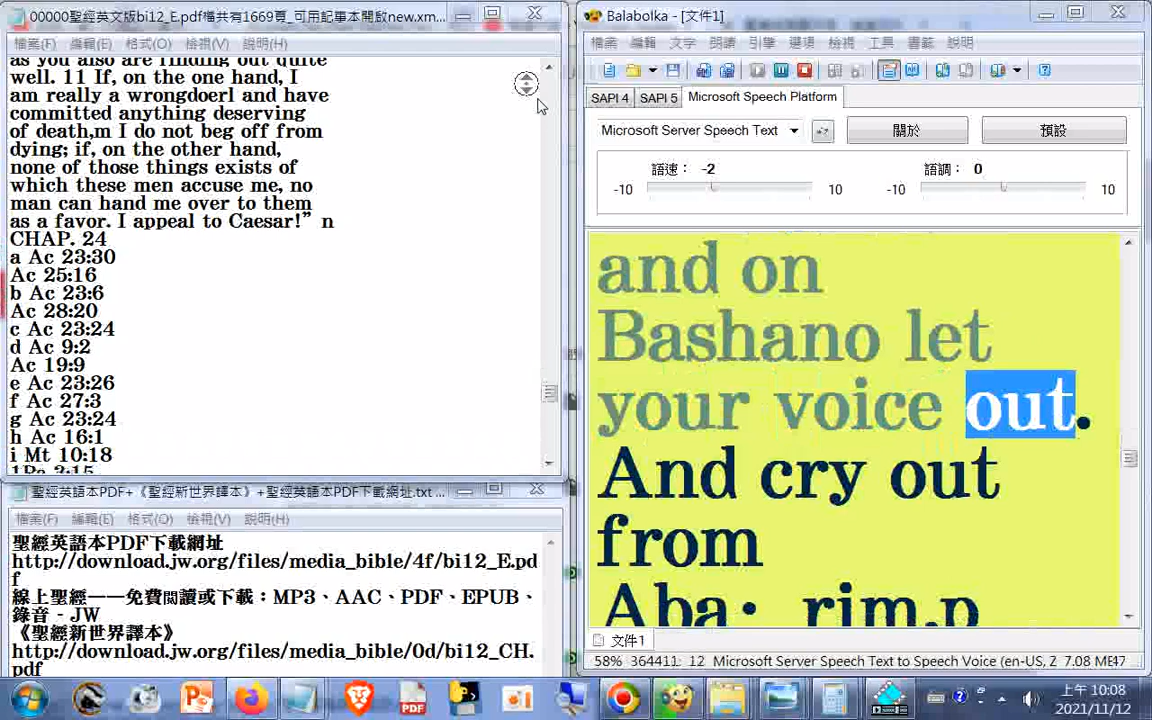 00000聖經英文版bi12_E.pdf檔共有1669頁_可用記事本開啟new.xm...
檔案(F) 編輯(E) 格式(O) 檢視(V) 說明(H)
as you also are finding out quite
well. 11 If, on the one hand, I
am really a wrongdoerl and have
committed anything deserving
of death,m I do not beg off from
dying; if, on the other hand,
none of those things exists of
which these men accuse me, no
man can hand me over to them
as a favor. I appeal to Caesar!” n
CHAP. 24
a Ac 23:30
Ac 25:16
b Ac 23:6
Ac 28:20
c Ac 23:24
d Ac 9:2
Ac 19:9
e Ac 23:26
f Ac 27:3
g Ac 23:24
h Ac 16:1
i Mt 10:18
1Pe 3:15
聖經英語本PDF+《聖經新世界譯本》+聖經英語本PDF下載網址.txt ...
檔案(F) 編輯(E) 格式(O) 檢視(V) 說明(H)
聖經英語本PDF下載網址
http://download.jw.org/files/media_bible/4f/bi12_E.pd
f
線上聖經——免費閱讀或下載：MP3、AAC、PDF、EPUB、
錄音 - JW
《聖經新世界譯本》
http://download.jw.org/files/media_bible/0d/bi12_CH.
pdf
Balabolka - [文件1]
檔案 編輯 文字 朗讀 引擎 選項 檢視 工具 書籤 說明
SAPI 4 SAPI 5 Microsoft Speech Platform
Microsoft Server Speech Text 關於 預設
語速： -2 語調： 0
-10 10 -10 10
and on
Bashano let
your voice out.
And cry out
from
Aba· rim,p
文件1
58% 364411: 12 Microsoft Server Speech Text to Speech Voice (en-US, 2 7.08 ME47
上午 10:08
2021/11/12